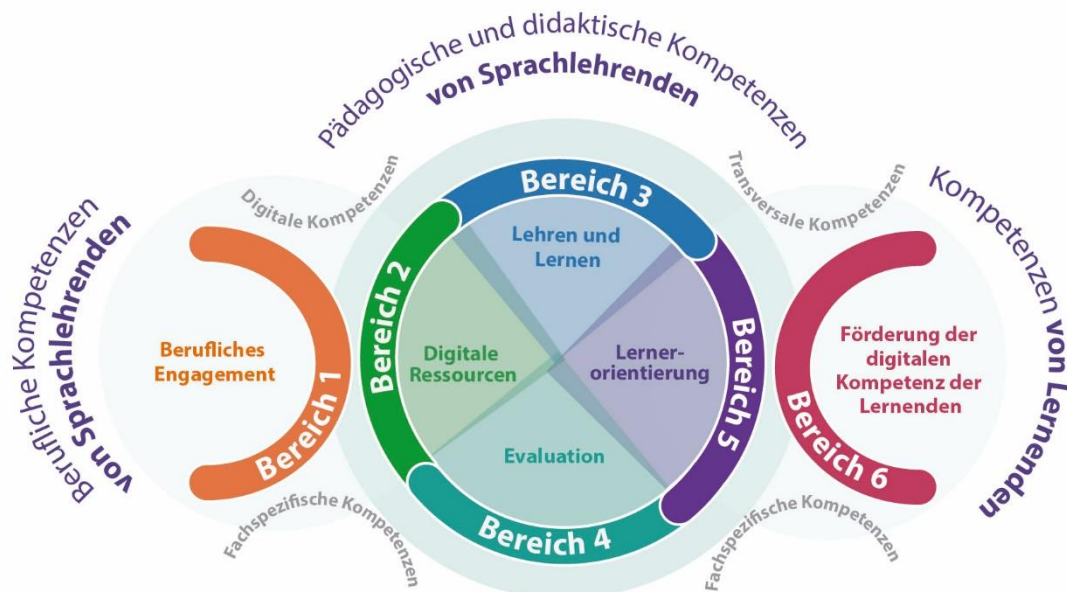 Berufliche Kompetenzen
von Sprachlehrenden
Pädagogische und didaktische Kompetenzen
von Sprachlehrenden
Kompetenzen von Lernenden
Digitale Kompetenzen
Transversale Kompetenzen
Bereich 1
Berufliches
Engagement
Bereich 2
Digitale
Ressourcen
Bereich 3
Lehren und
Lernen
Bereich 4
Evaluation
Bereich 5
Lerner-
orientierung
Bereich 6
Förderung der
digitalen
Kompetenz der
Lernenden
Fachspezifische Kompetenzen
Fachspezifische Kompetenzen